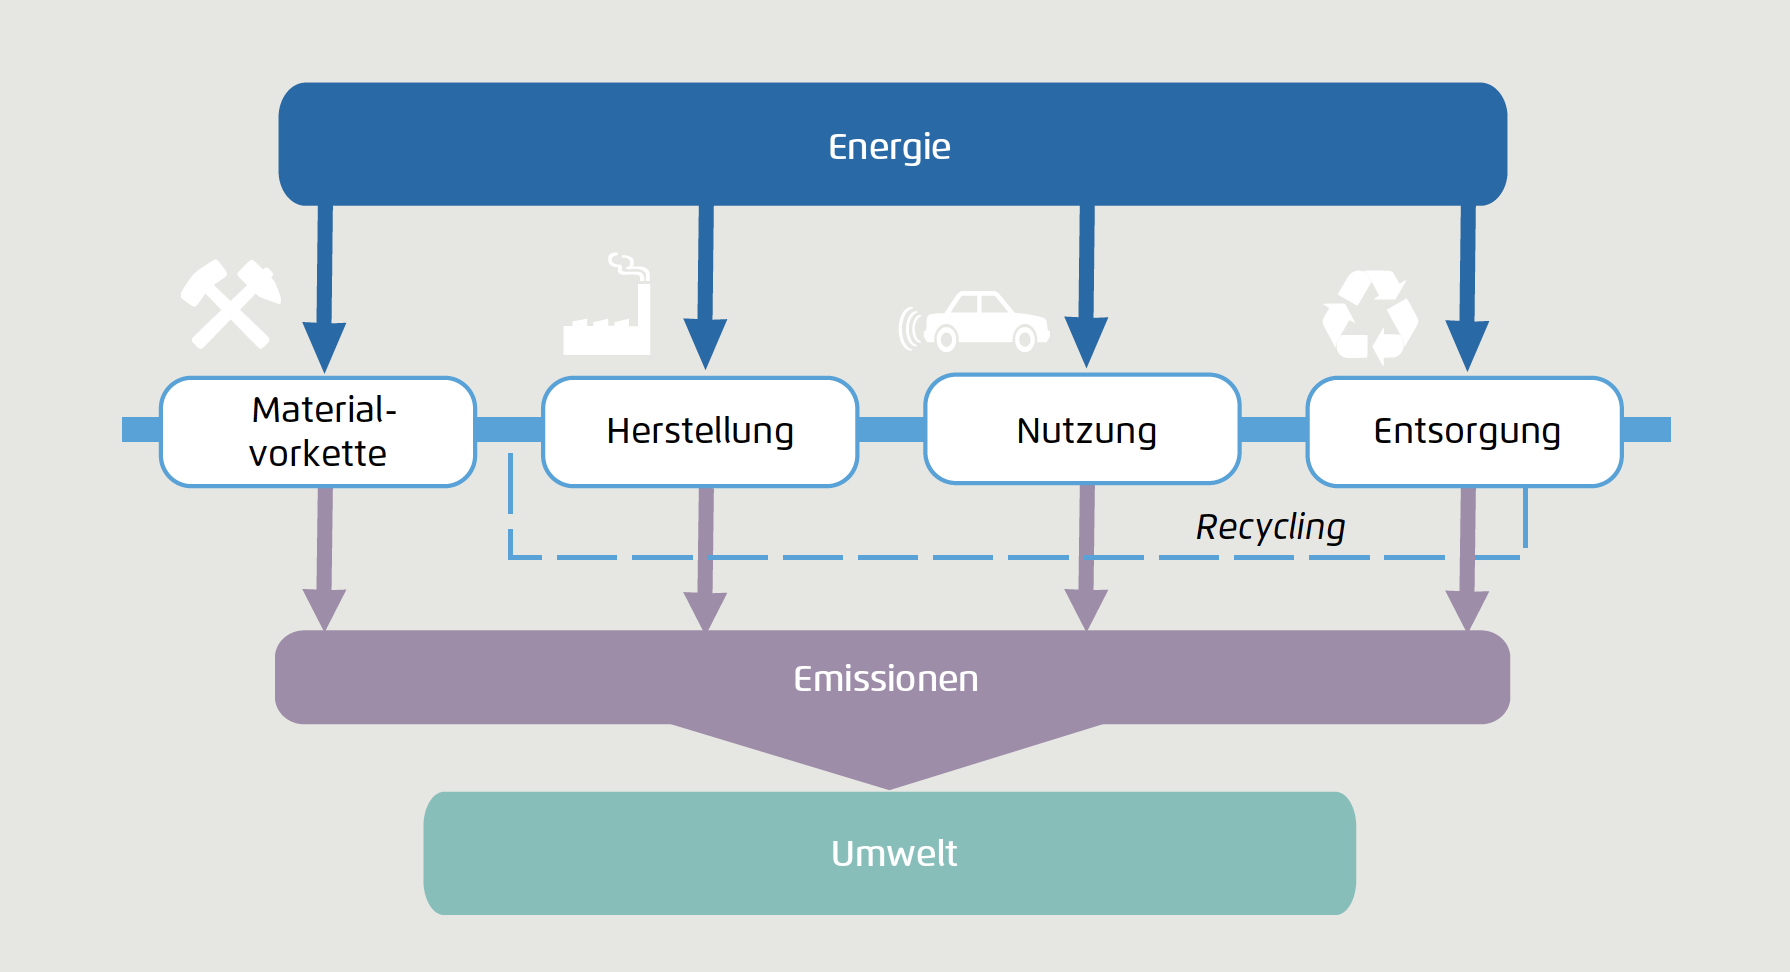 Energie
Material-
vorkette
Herstellung
Nutzung
Entsorgung
Recycling
Emissionen
Umwelt